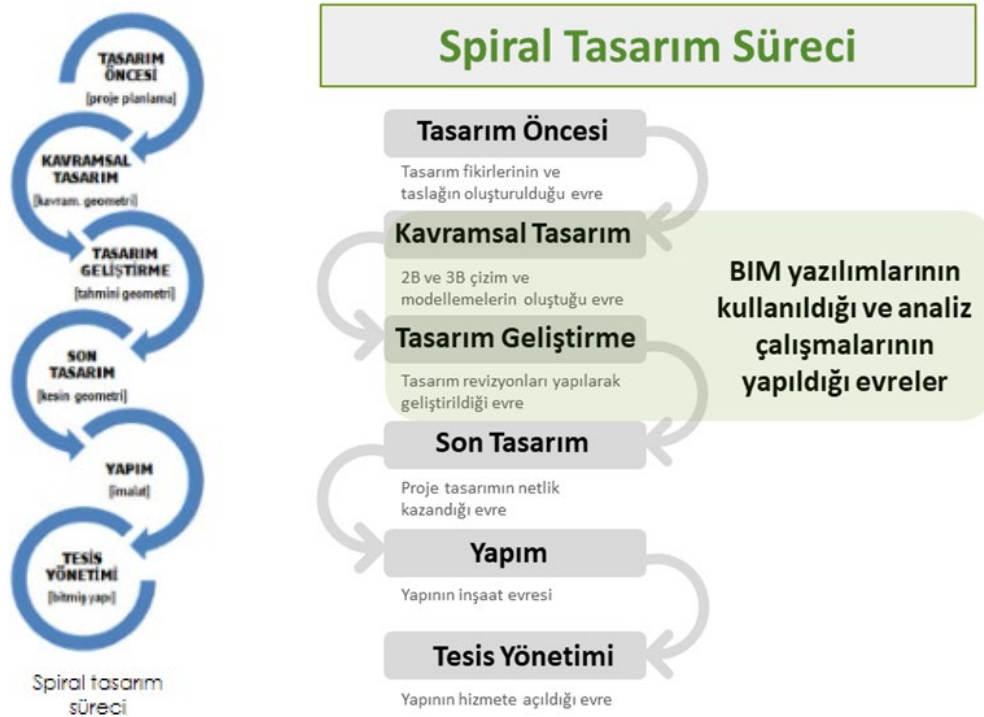 TASARIM
ÖNCESİ
[proje planlama]
KAVRAMSAL
TASARIM
[kavram. geometri]
TASARIM
GELİŞTİRME
[tahmini geometri]
SON
TASARIM
[kesin geometri]
YAPIM
[imalat]
TESİS
YÖNETİMİ
[bitmiş yapı]
Spiral tasarım
süreci
Spiral Tasarım Süreci
Tasarım Öncesi
Tasarım fikirlerinin ve
taslağın oluşturulduğu evre
Kavramsal Tasarım
2B ve 3B çizim ve
modellemelerin oluştuğu evre
Tasarım Geliştirme
Tasarım revizyonları yapılarak
geliştirildiği evre
BIM yazılımlarının
kullanıldığı ve analiz
çalışmalarının
yapıldığı evreler
Son Tasarım
Proje tasarımın netlik
kazandığı evre
Yapım
Yapının inşaat evresi
Tesis Yönetimi
Yapının hizmete açıldığı evre